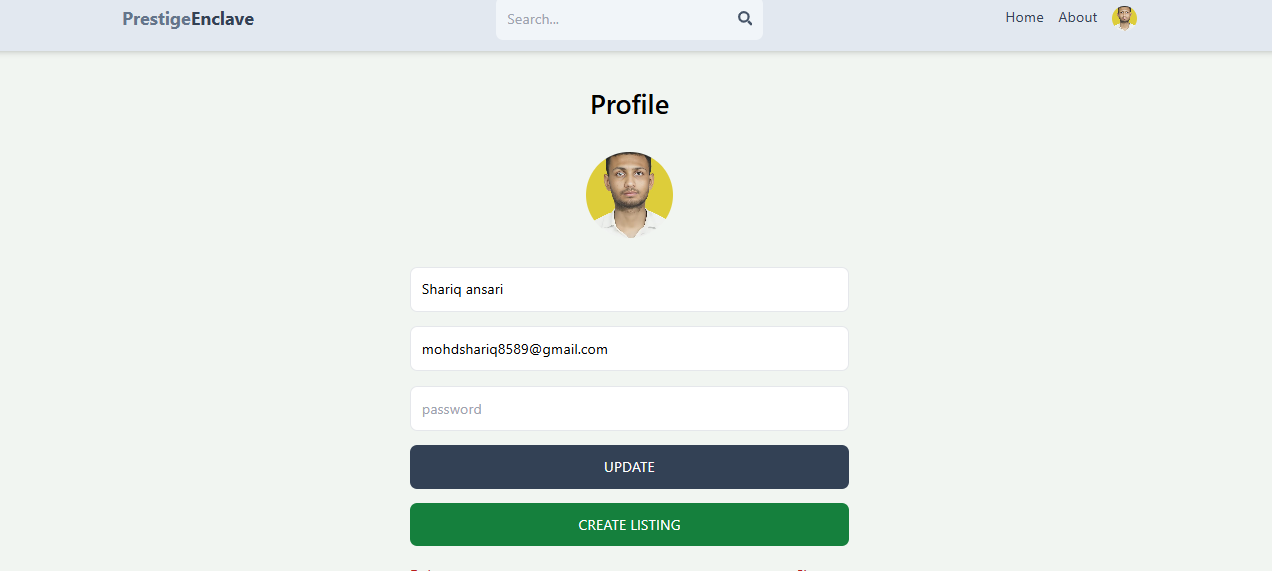 PrestigeEnclave
Search...
Home About
Profile
Shariq ansari
mohdshariq8589@gmail.com
password
UPDATE
CREATE LISTING